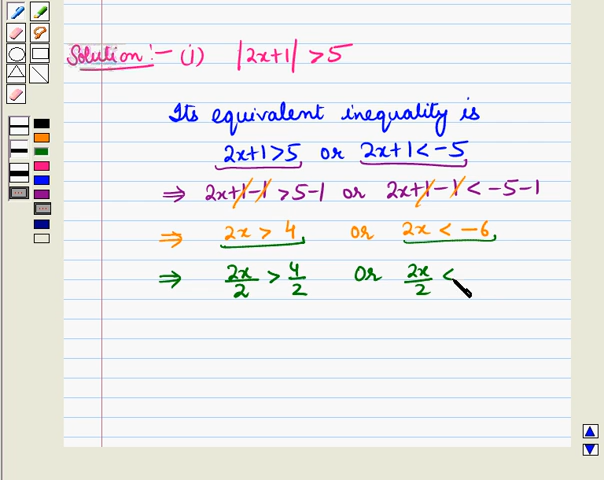 Solution:- (i) |2x+1| >5
Its equivalent inequality is
2x+1>5 or 2x+1<-5
⇒ 2x+1-1 >5-1 or 2x+1-1 < -5-1
⇒ 2x > 4, or 2x < -6,
⇒ 2x/2 > 4/2 or 2x/2 <